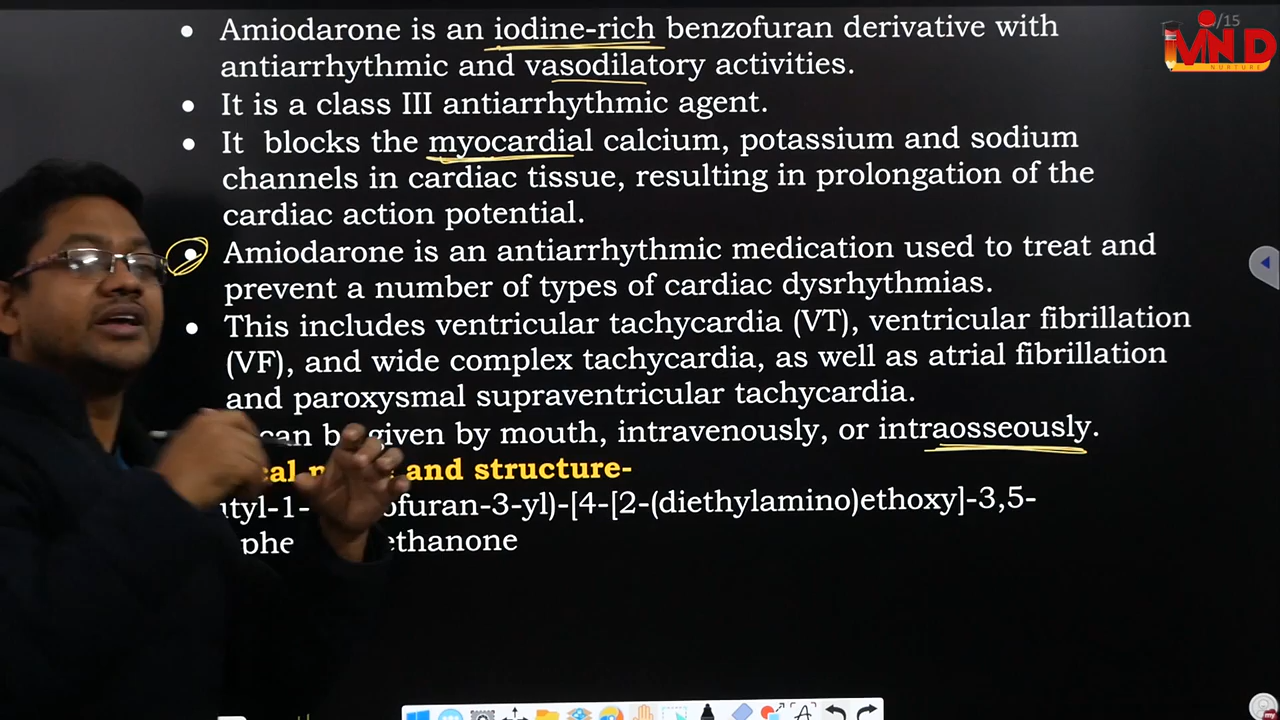 • Amiodarone is an iodine-rich benzofuran derivative with
antiarrhythmic and vasodilatory activities.
• It is a class III antiarrhythmic agent.
• It blocks the myocardial calcium, potassium and sodium
channels in cardiac tissue, resulting in prolongation of the
cardiac action potential.
• Amiodarone is an antiarrhythmic medication used to treat and
prevent a number of types of cardiac dysrhythmias.
• This includes ventricular tachycardia (VT), ventricular fibrillation
(VF), and wide complex tachycardia, as well as atrial fibrillation
and paroxysmal supraventricular tachycardia.
can be given by mouth, intravenously, or intraosseously.
and structure-
-3-yl)-[4-[2-(diethylamino)ethoxy]-3,5-
/15
MIND
NURTURE